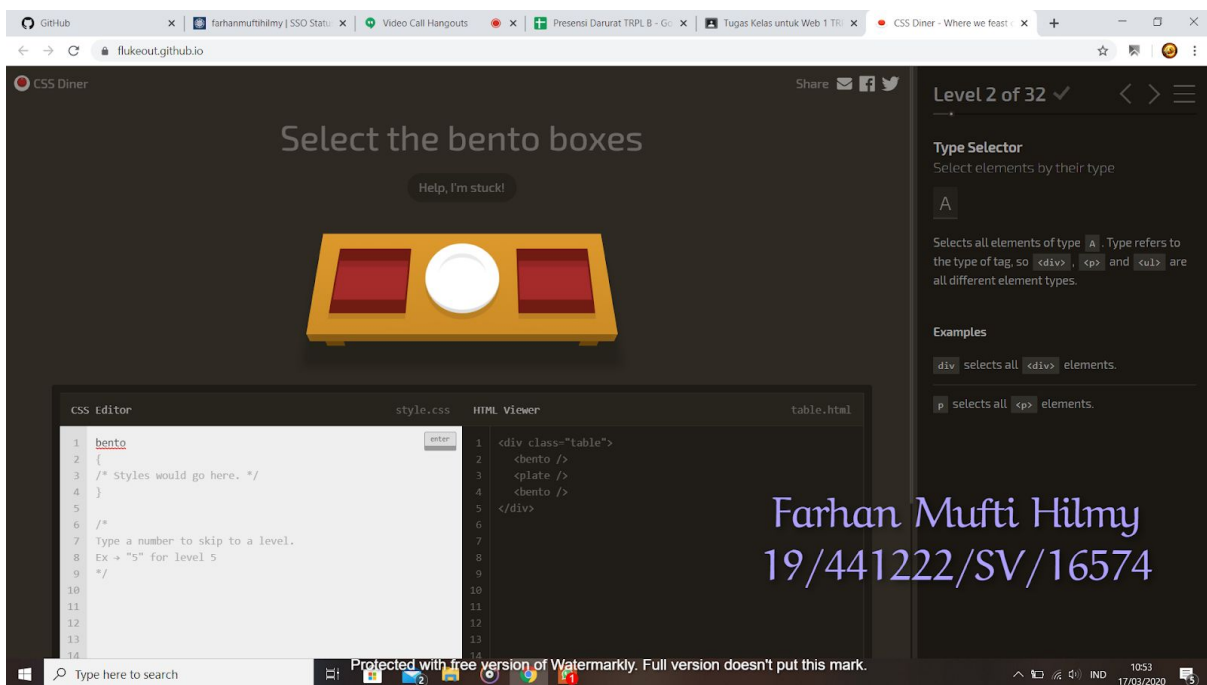 GitHub
farhanmuftihilmy | SSO Statu
Video Call Hangouts
Presensi Darurat TRPL B - Go
Tugas Kelas untuk Web 1 TRI
CSS Diner - Where we feast
flukeout.github.io
CSS Diner
Share
Select the bento boxes
Help, I'm stuck!
CSS Editor
style.css
1 bento
2 {
3 /* Styles would go here. */
4 }
5
6 /*
7 Type a number to skip to a level.
8 Ex → "5" for level 5
9 */
10
11
12
13
14
enter
HTML Viewer
table.html
1 <div class="table">
2 <bento />
3 <plate />
4 <bento />
5 </div>
6
7
8
9
10
11
12
13
14
Level 2 of 32
Type Selector
Select elements by their type
A
Selects all elements of type A . Type refers to
the type of tag, so <div> , <p> and <ul> are
all different element types.
Examples
div selects all <div> elements.
p selects all <p> elements.
Farhan Mufti Hilmy
19/441222/SV/16574
Protected with free version of Watermarkly. Full version doesn't put this mark.
Type here to search
2
1
IND
10:53
17/03/2020
5